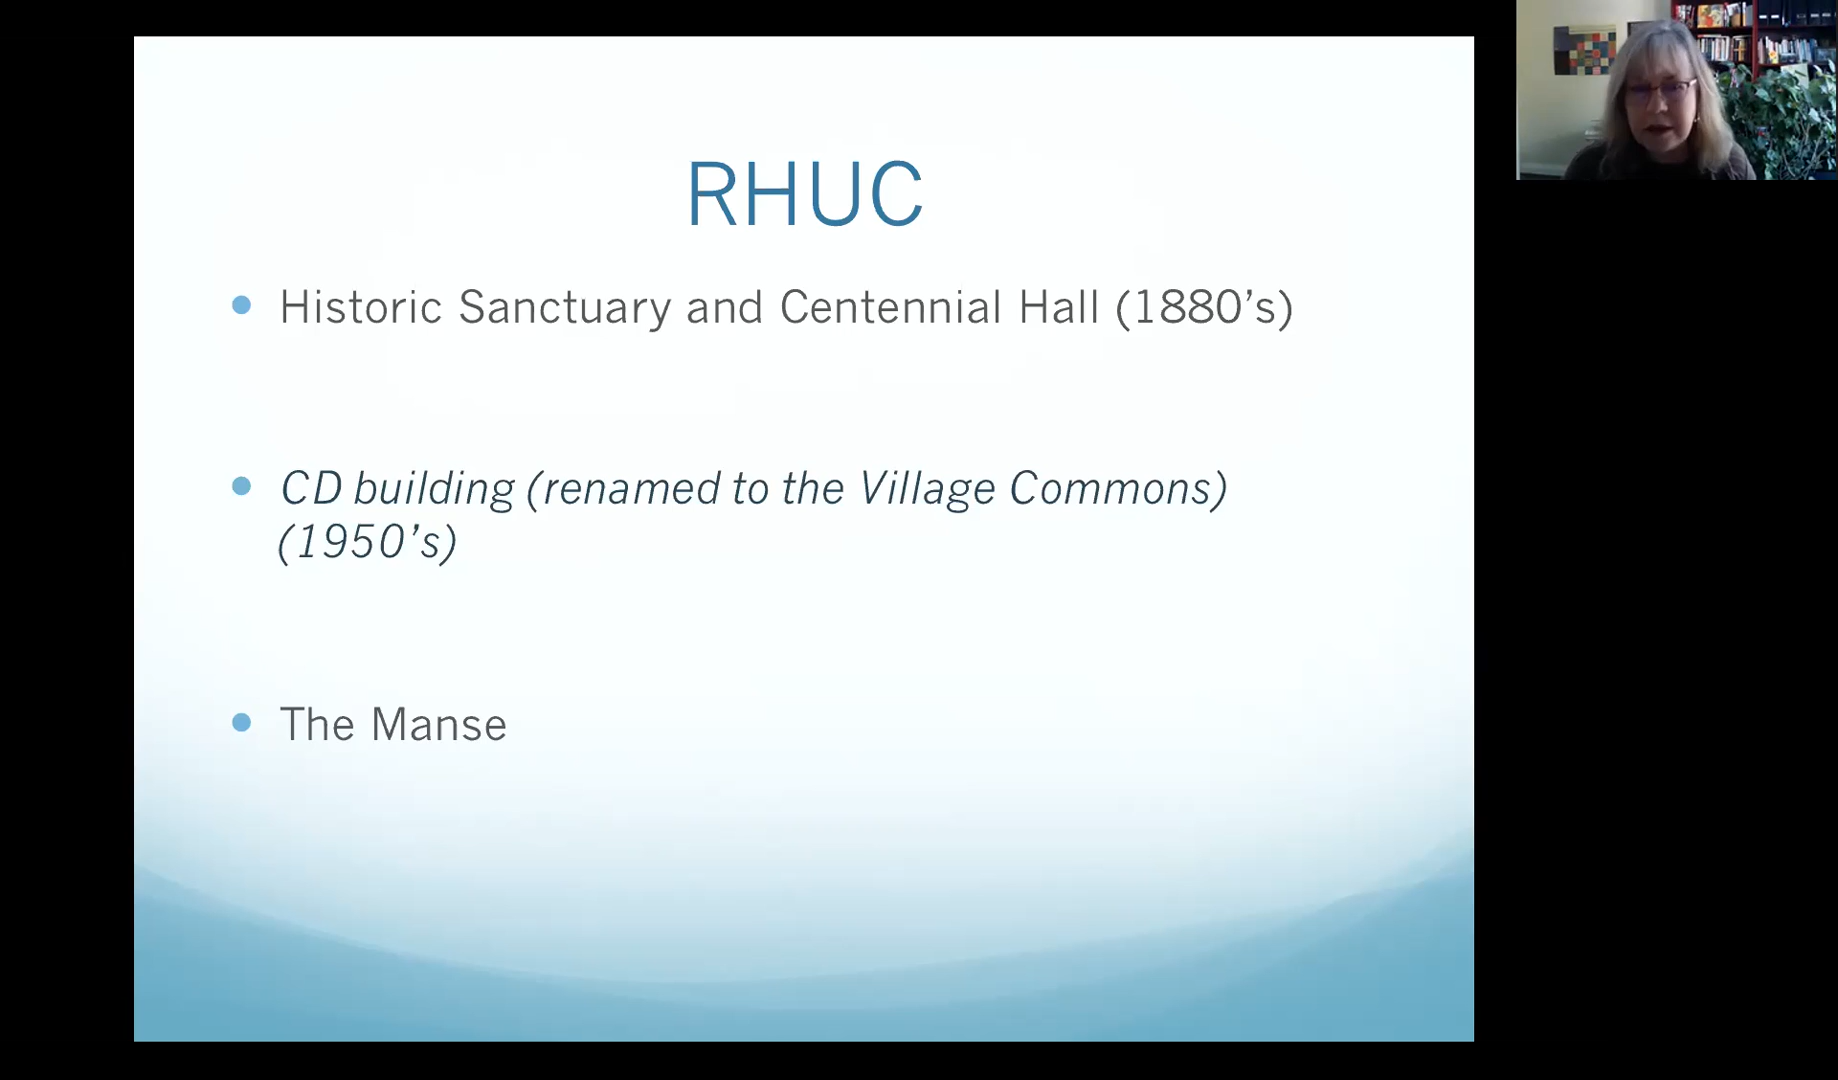 RHUC
Historic Sanctuary and Centennial Hall (1880’s)
CD building (renamed to the Village Commons)
(1950’s)
The Manse